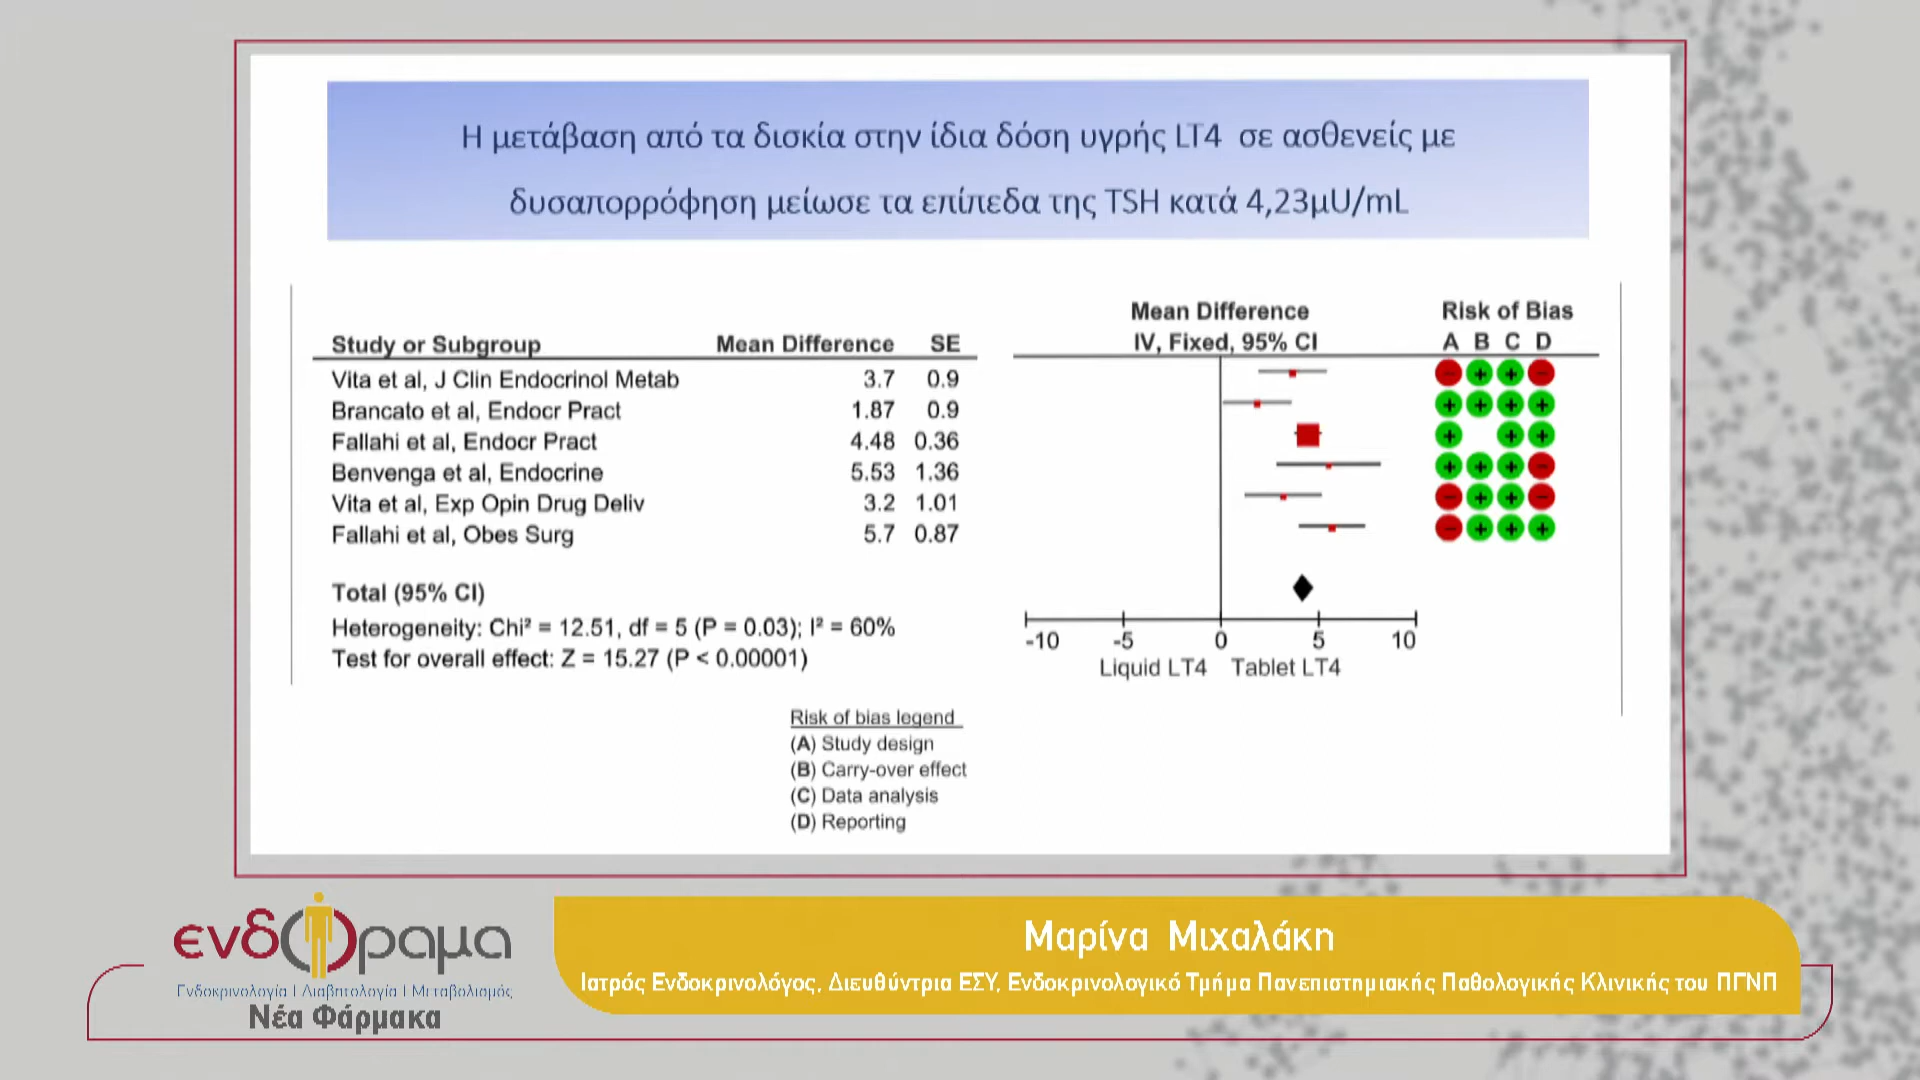 Η μετάβαση από τα δισκία στην ίδια δόση υγρής LT4 σε ασθενείς με
δυσαπορρόφηση μείωσε τα επίπεδα της TSH κατά 4,23μU/mL
Mean Difference Risk of Bias
Study or Subgroup Mean Difference SE IV, Fixed, 95% CI A B C D
Vita et al, J Clin Endocrinol Metab 3.7 0.9
Brancato et al, Endocr Pract 1.87 0.9
Fallahi et al, Endocr Pract 4.48 0.36
Benvenga et al, Endocrine 5.53 1.36
Vita et al, Exp Opin Drug Deliv 3.2 1.01
Fallahi et al, Obes Surg 5.7 0.87
Total (95% CI)
Heterogeneity: Chi² = 12.51, df = 5 (P = 0.03); I² = 60%
Test for overall effect: Z = 15.27 (P < 0.00001)
-10 -5 0 5 10
Liquid LT4 Tablet LT4
Risk of bias legend
(A) Study design
(B) Carry-over effect
(C) Data analysis
(D) Reporting
ενδοραμα
Ενδοκρινολογία | Διαβητολογία | Μεταβολισμός
Νέα Φάρμακα
Μαρίνα Μιχαλάκη
Ιατρός Ενδοκρινολόγος, Διευθύντρια ΕΣΥ, Ενδοκρινολογικό Τμήμα Πανεπιστημιακής Παθολογικής Κλινικής του ΠΓΝΠ